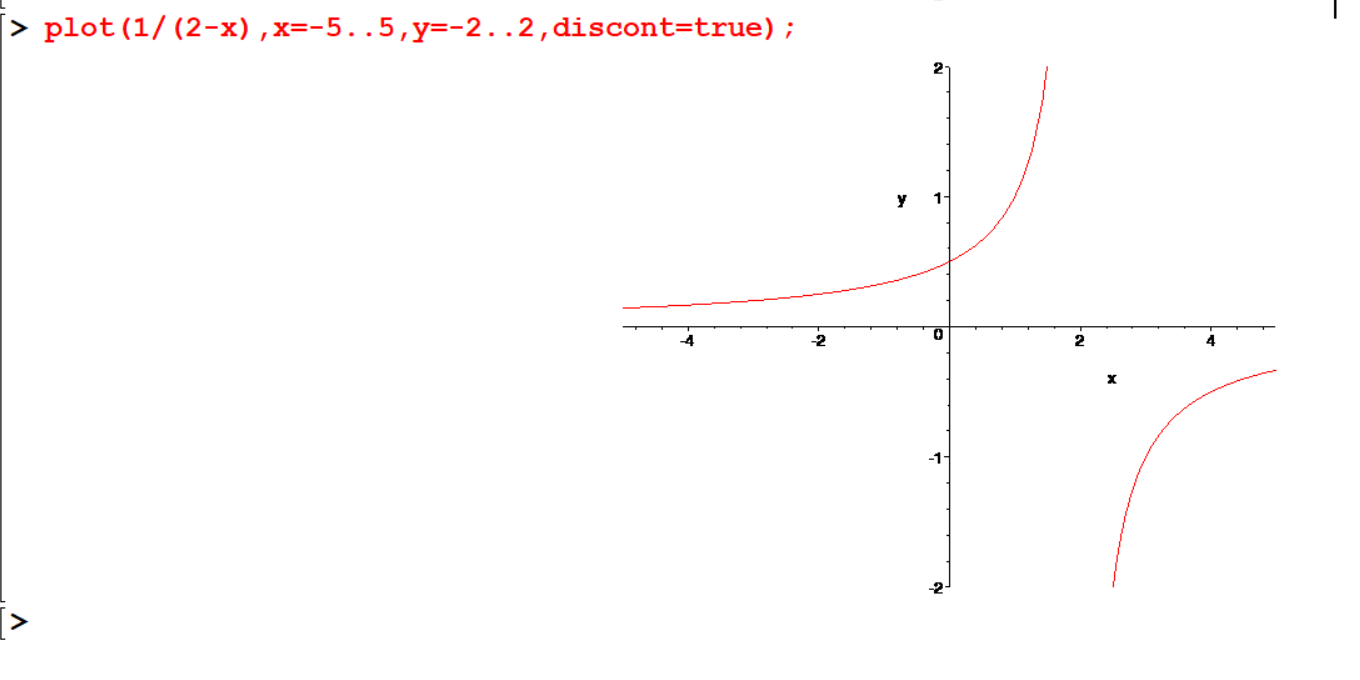 > plot(1/(2-x),x=-5..5,y=-2..2,discont=true);
2
y 1
-4 -2 0 2 4
x
-1
-2
>